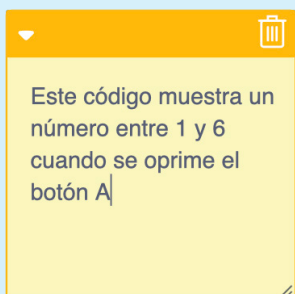 Este código muestra un
número entre 1 y 6
cuando se oprime el
botón A